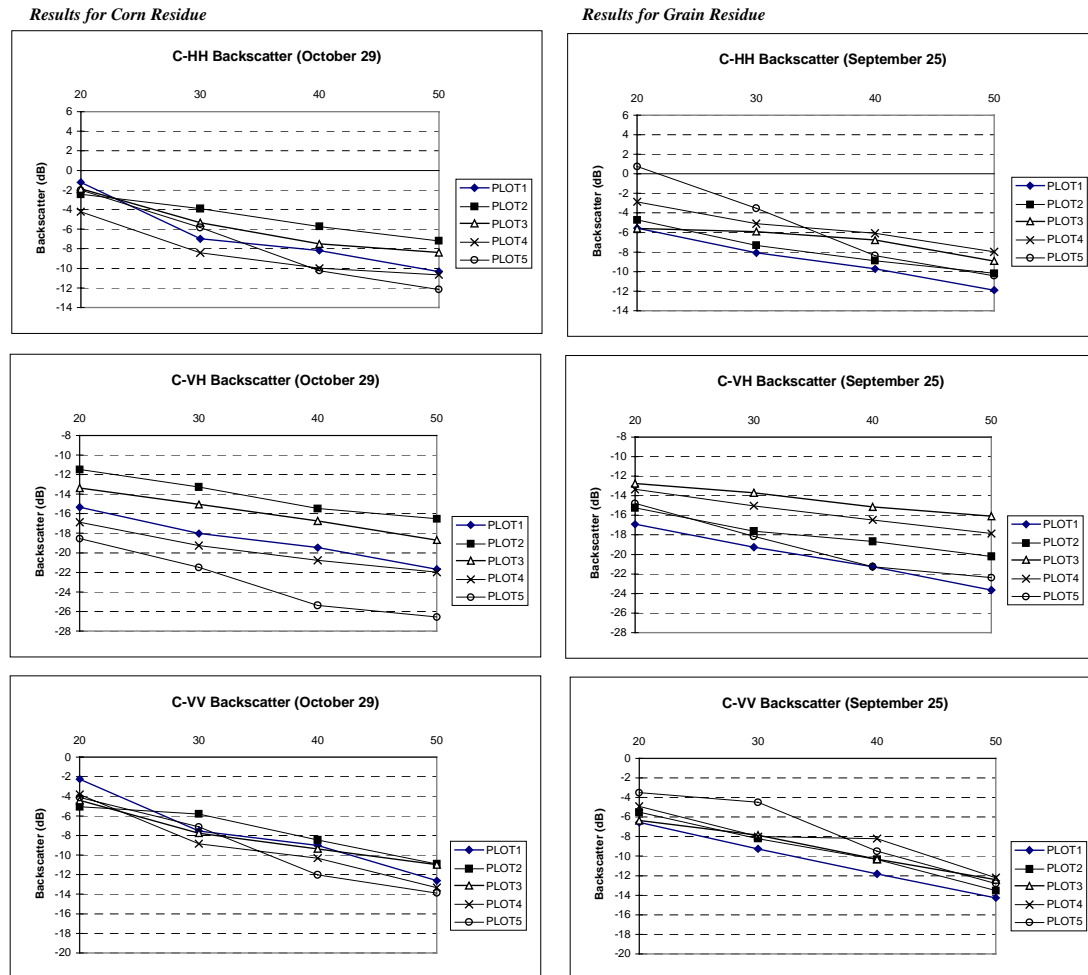 Results for Corn Residue
Results for Grain Residue
C-HH Backscatter (October 29)
20 30 40 50
6
4
2
0
-2
-4
-6
-8
-10
-12
-14
Backscatter (dB)
PLOT1
PLOT2
PLOT3
PLOT4
PLOT5
C-HH Backscatter (September 25)
20 30 40 50
6
4
2
0
-2
-4
-6
-8
-10
-12
-14
Backscatter (dB)
PLOT1
PLOT2
PLOT3
PLOT4
PLOT5
C-VH Backscatter (October 29)
20 30 40 50
-8
-10
-12
-14
-16
-18
-20
-22
-24
-26
-28
Backscatter (dB)
PLOT1
PLOT2
PLOT3
PLOT4
PLOT5
C-VH Backscatter (September 25)
20 30 40 50
-8
-10
-12
-14
-16
-18
-20
-22
-24
-26
-28
Backscatter (dB)
PLOT1
PLOT2
PLOT3
PLOT4
PLOT5
C-VV Backscatter (October 29)
20 30 40 50
0
-2
-4
-6
-8
-10
-12
-14
-16
-18
-20
Backscatter (dB)
PLOT1
PLOT2
PLOT3
PLOT4
PLOT5
C-VV Backscatter (September 25)
20 30 40 50
0
-2
-4
-6
-8
-10
-12
-14
-16
-18
-20
Backscatter (dB)
PLOT1
PLOT2
PLOT3
PLOT4
PLOT5